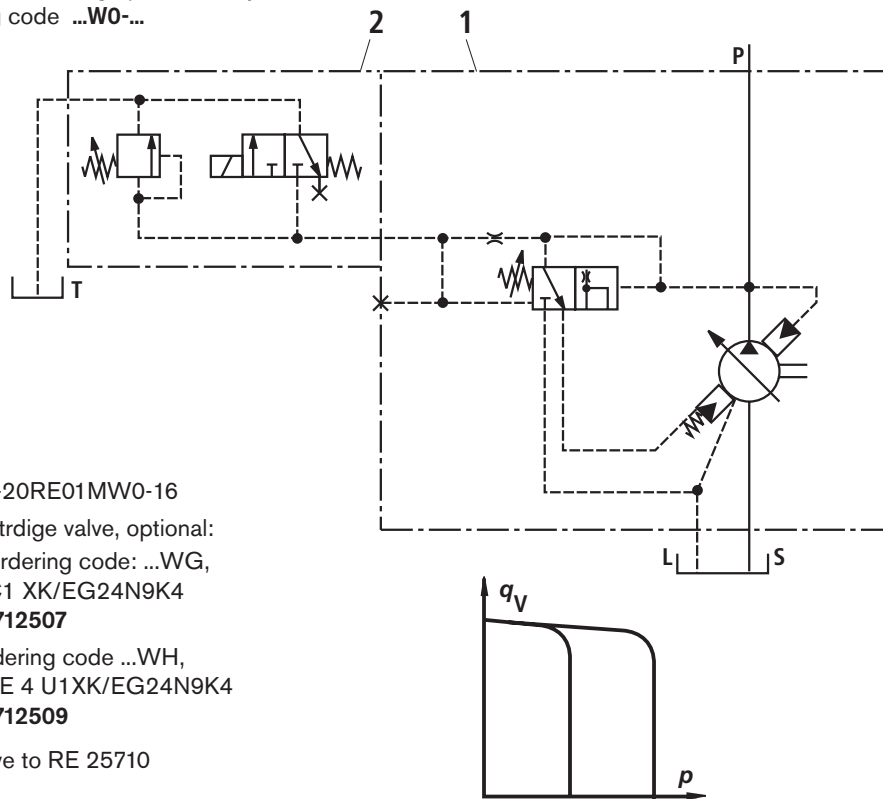 code ...W0-...
2
1
P
T
-20RE01MW0-16
trdige valve, optional:
rdering code: ...WG,
1 XK/EG24N9K4
712507
L
S
qV
dering code ...WH,
E 4 U1XK/EG24N9K4
712509
ve to RE 25710
p